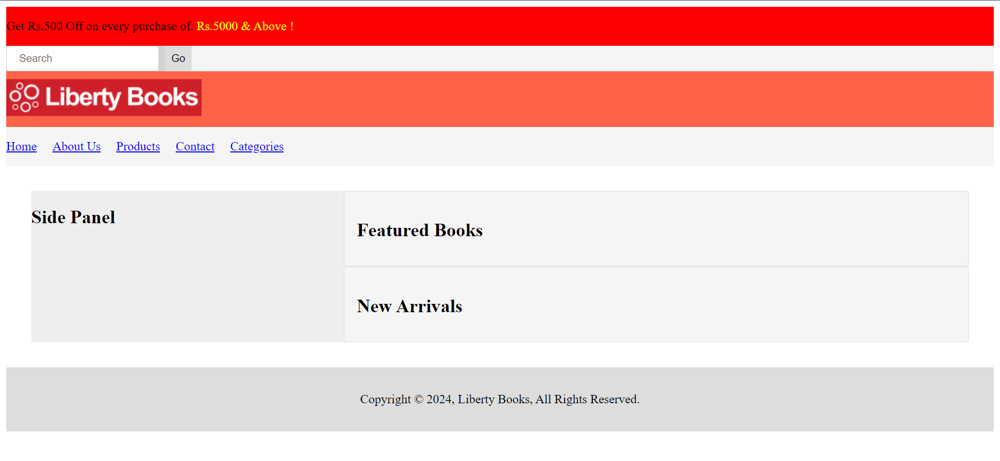 Get Rs.500 Off on every purchase of. Rs.5000 & Above !
Search Go
Liberty Books
Home About Us Products Contact Categories
Side Panel
Featured Books
New Arrivals
Copyright © 2024, Liberty Books, All Rights Reserved.